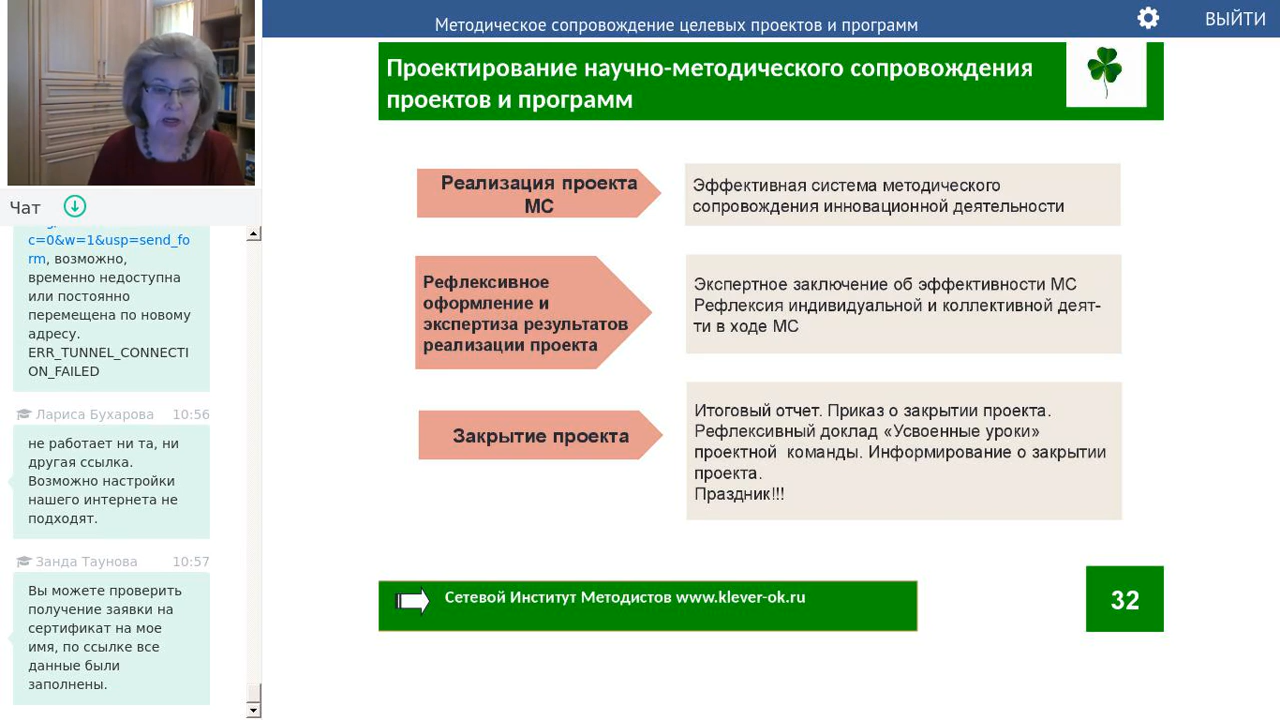 Методическое сопровождение целевых проектов и программ
ВЫЙТИ
Чат
c=0&w=1&usp=send_fo
rm, возможно,
временно недоступна
или постоянно
перемещена по новому
адресу.
ERR_TUNNEL_CONNECTI
ON_FAILED
Лариса Бухарова 10:56
не работает ни та, ни
другая ссылка.
Возможно настройки
нашего интернета не
подходят.
Занда Таунова 10:57
Вы можете проверить
получение заявки на
сертификат на мое
имя, по ссылке все
данные были
заполнены.
Проектирование научно-методического сопровождения
проектов и программ
Реализация проекта
МС
Эффективная система методического
сопровождения инновационной деятельности
Рефлексивное
оформление и
экспертиза результатов
реализации проекта
Экспертное заключение об эффективности МС
Рефлексия индивидуальной и коллективной деят-
ти в ходе МС
Закрытие проекта
Итоговый отчет. Приказ о закрытии проекта.
Рефлексивный доклад «Усвоенные уроки»
проектной команды. Информирование о закрытии
проекта.
Праздник!!!
Сетевой Институт Методистов www.klever-ok.ru
32